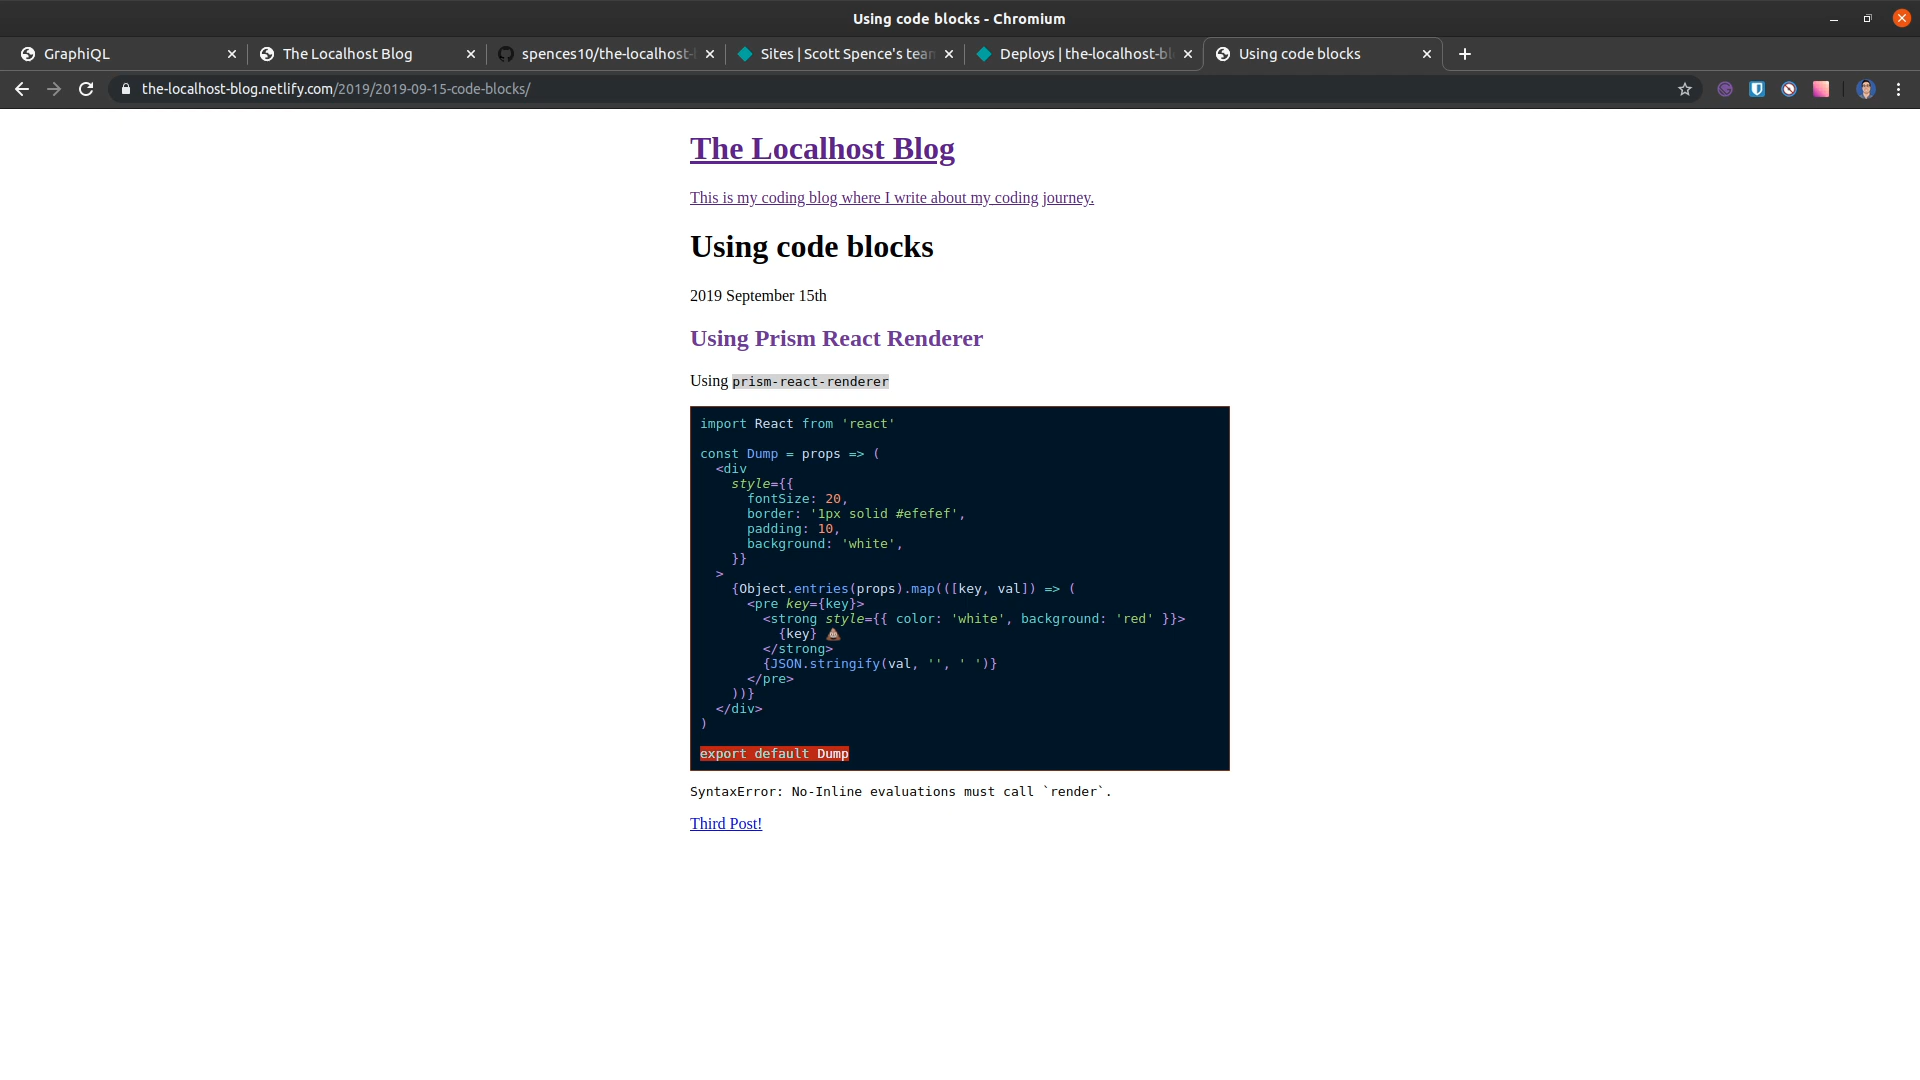 Using code blocks - Chromium
GraphiQL
The Localhost Blog
spences10/the-localhost-
Sites | Scott Spence's tean
Deploys | the-localhost-bl
Using code blocks
the-localhost-blog.netlify.com/2019/2019-09-15-code-blocks/
The Localhost Blog
This is my coding blog where I write about my coding journey.
Using code blocks
2019 September 15th
Using Prism React Renderer
Using prism-react-renderer
import React from 'react'
const Dump = props => (
  <div
    style={{
      fontSize: 20,
      border: '1px solid #efefef',
      padding: 10,
      background: 'white',
    }}
  >
    {Object.entries(props).map(([key, val]) => (
      <pre key={key}>
        <strong style={{ color: 'white', background: 'red' }}>
          {key} 💩
        </strong>
        {JSON.stringify(val, '', ' ')}
      </pre>
    ))}
  </div>
)
export default Dump
SyntaxError: No-Inline evaluations must call `render`.
Third Post!